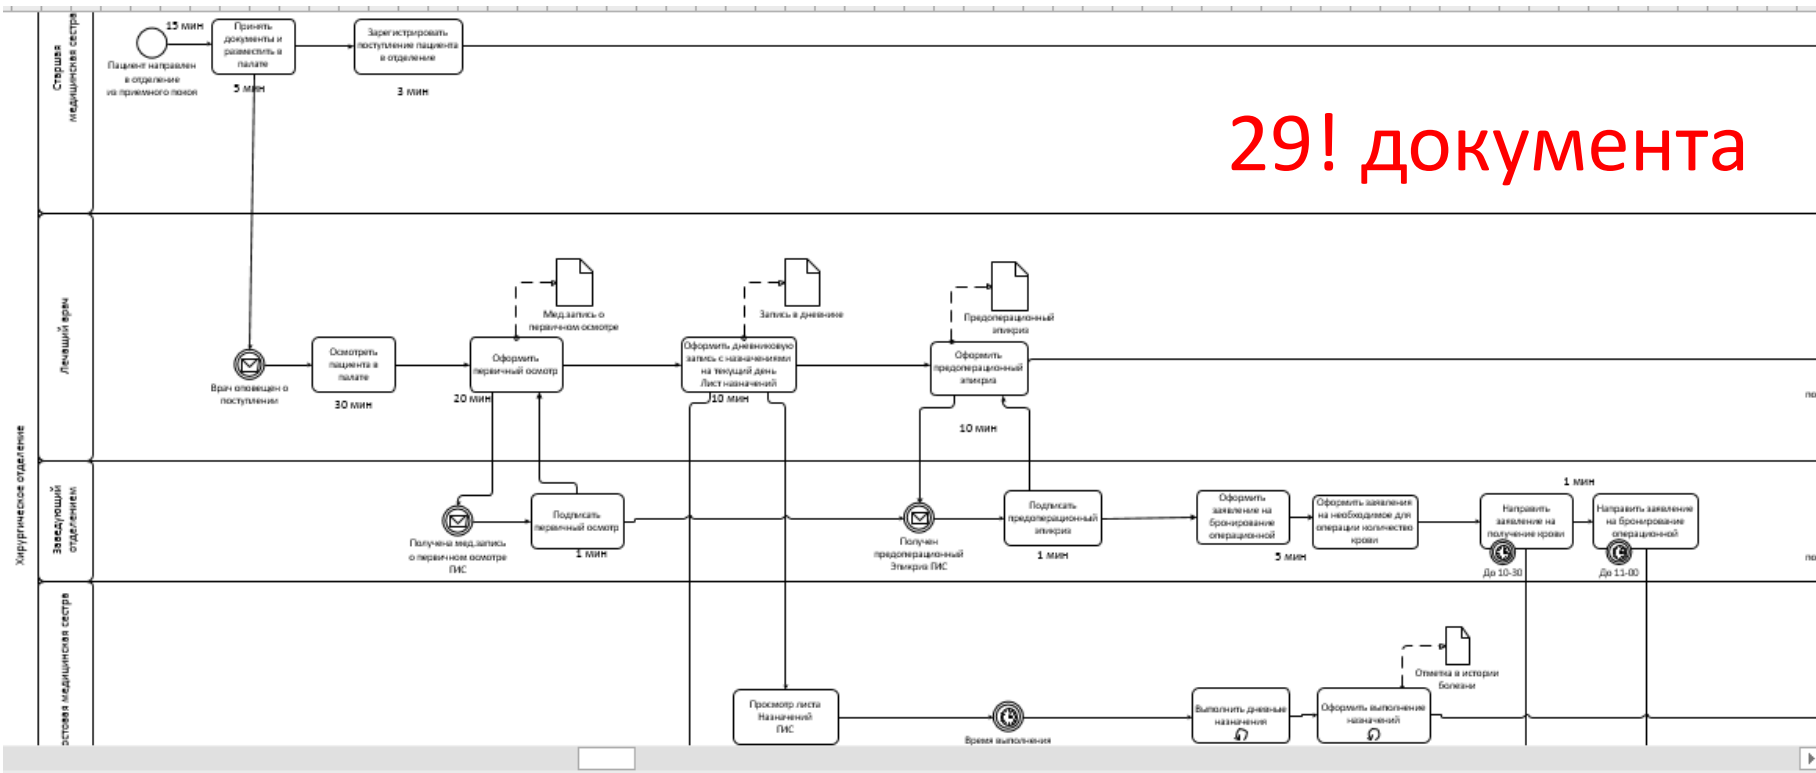 Хирургическое отделение
Старшая
медицинская сестра
15 мин
Пациент направлен
в отделение
из приемного покоя
Принять
документы и
разместить в
палате
5 мин
Зарегистрировать
поступление пациента
в отделение
3 мин
29! документа
Лечащий врач
Врач оповещен о
поступлении
Осмотреть
пациента в
палате
30 мин
Мед.запись о
первичном осмотре
Оформить
первичный осмотр
20 мин
Запись в дневнике
Оформить дневниковую
запись с назначениями
на текущий день
Лист назначений
10 мин
Предоперационный
эпикриз
Оформить
предоперационный
эпикриз
10 мин
по
Заведующий
отделением
Получена мед.запись
о первичном осмотре
ГИС
Подписать
первичный осмотр
1 мин
Получен
предоперационный
Эпикриз ГИС
Подписать
предоперационный
эпикриз
1 мин
Оформить
заявление на
бронирование
операционной
5 мин
Оформить заявления
на необходимое для
операции количество
крови
1 мин
Направить
заявление на
получение крови
До 10-30
Направить заявление
на бронирование
операционной
До 11-00
по
остовая медицинская сестра
Просмотр листа
Назначений
ГИС
Время выполнения
Выполнить дневные
назначения
Оформить выполнение
назначений
Отметка в истории
болезни